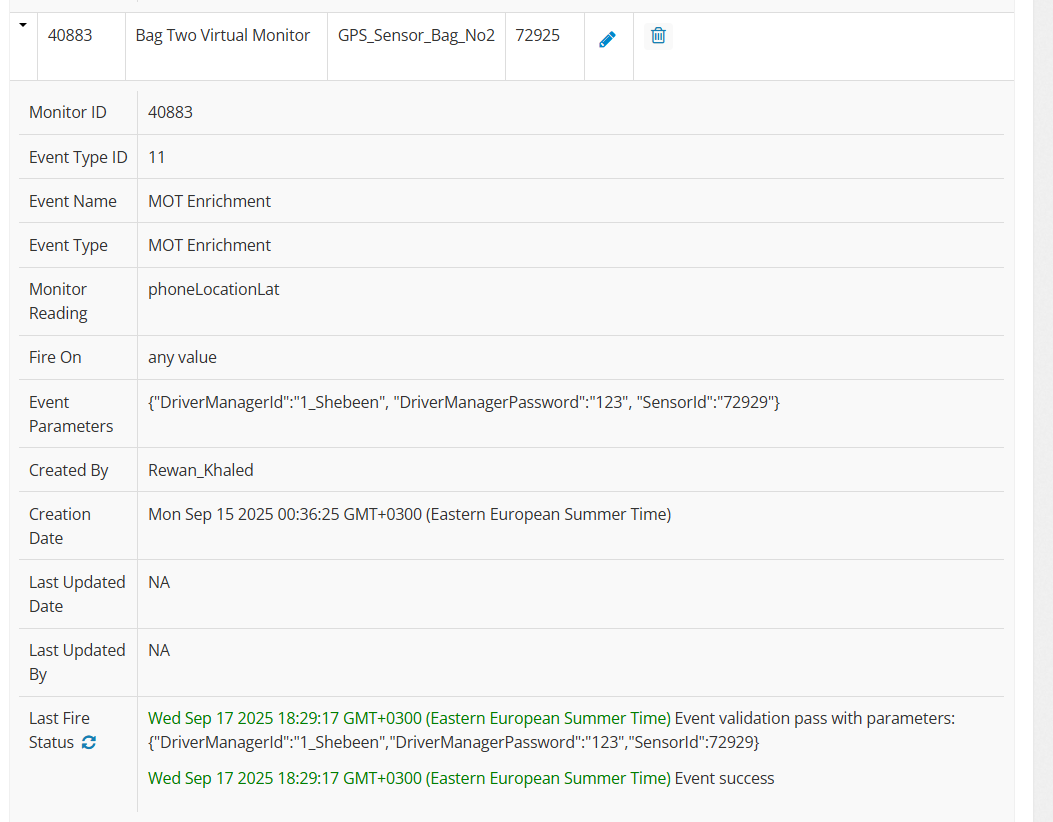 40883 Bag Two Virtual Monitor GPS_Sensor_Bag_No2 72925
Monitor ID 40883
Event Type ID 11
Event Name MOT Enrichment
Event Type MOT Enrichment
Monitor phoneLocationLat
Reading
Fire On any value
Event {"DriverManagerId":"1_Shebeen", "DriverManagerPassword":"123", "SensorId":"72929"}
Parameters
Created By Rewan_Khaled
Creation Mon Sep 15 2025 00:36:25 GMT+0300 (Eastern European Summer Time)
Date
Last Updated NA
Date
Last Updated NA
By
Last Fire Wed Sep 17 2025 18:29:17 GMT+0300 (Eastern European Summer Time) Event validation pass with parameters:
Status {"DriverManagerId":"1_Shebeen","DriverManagerPassword":"123","SensorId":72929}
Wed Sep 17 2025 18:29:17 GMT+0300 (Eastern European Summer Time) Event success